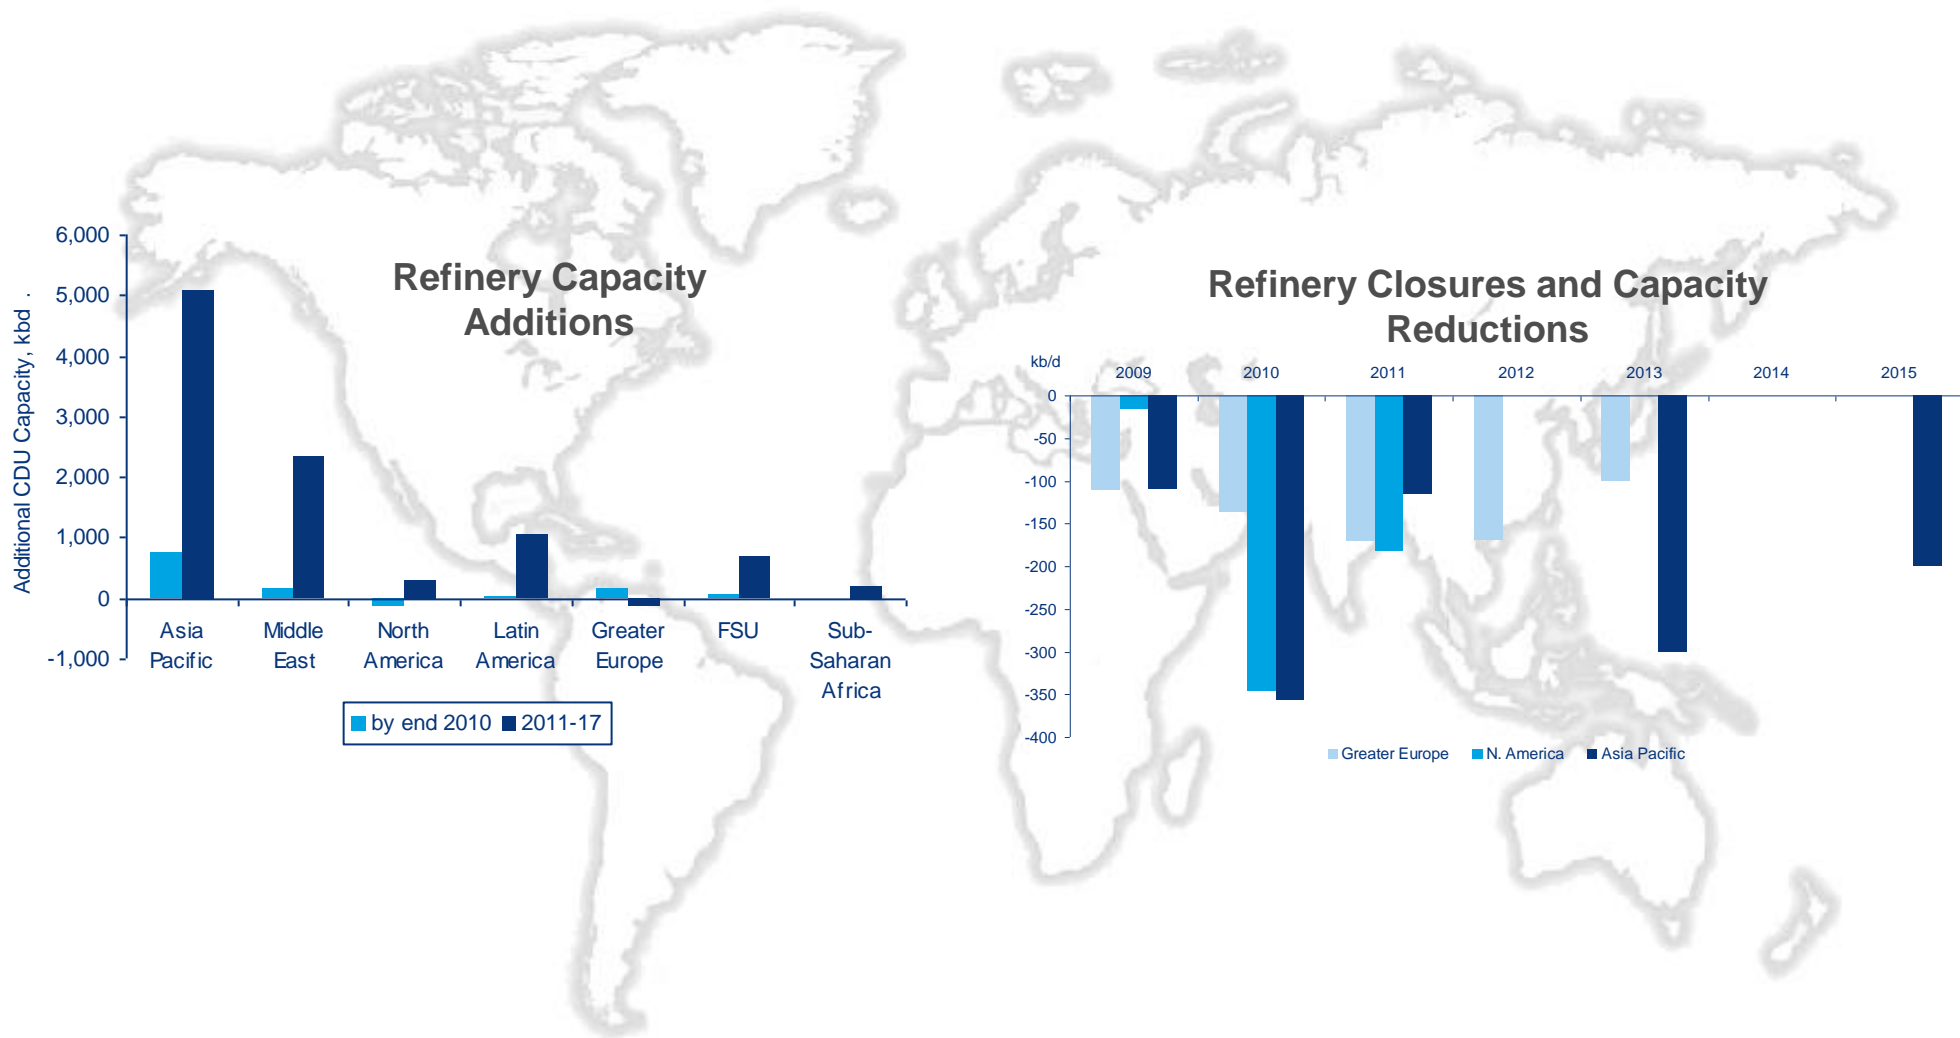 Refinery Capacity
Additions
Additional CDU Capacity, kbd .
6,000
5,000
4,000
3,000
2,000
1,000
0
-1,000
Asia
Pacific
Middle
East
North
America
Latin
America
Greater
Europe
FSU
Sub-
Saharan
Africa
by end 2010 2011-17
Refinery Closures and Capacity
Reductions
kb/d
2009 2010 2011 2012 2013 2014 2015
0
-50
-100
-150
-200
-250
-300
-350
-400
Greater Europe N. America Asia Pacific